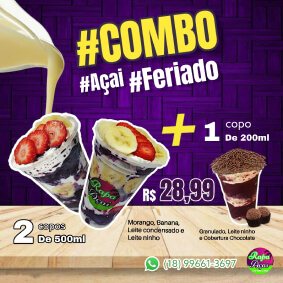 #COMBO
#Açai #Feriado
+ 1 copo
De 200ml
R$ 28,99
2 copos
De 500ml
Morango, Banana,
Leite condensado e
Leite ninho
Granulado, Leite ninho
e Cobertura Chocolate
(18) 99661-3697